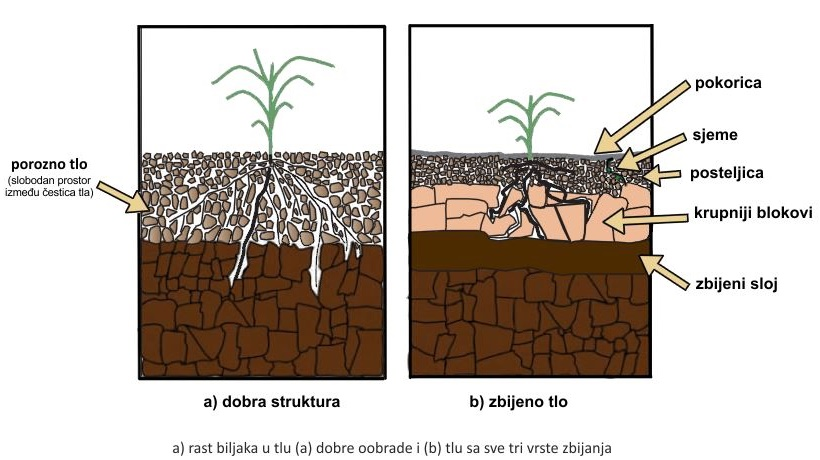 porozno tlo
(slobodan prostor
između čestica tla)
pokorica
sjeme
posteljica
krupniji blokovi
zbijeni sloj
a) dobra struktura
b) zbijeno tlo
a) rast biljaka u tlu (a) dobre oobrade i (b) tlu sa sve tri vrste zbijanja